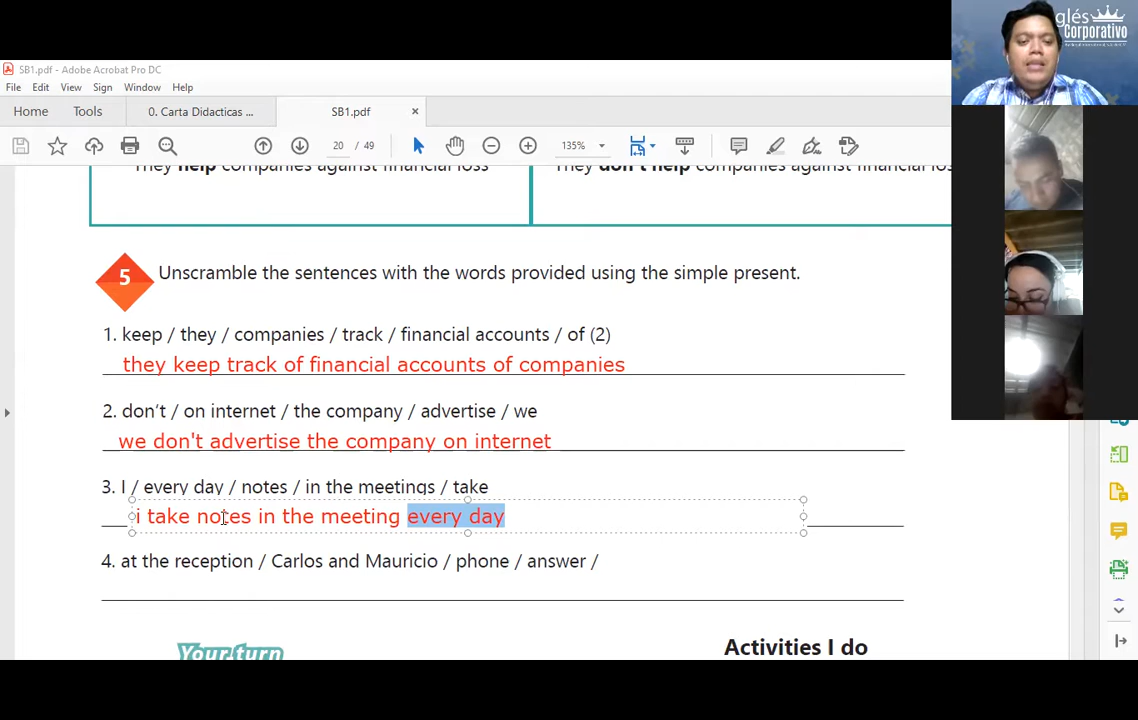 glés
Corporativo
SB1.pdf - Adobe Acrobat Pro DC
File Edit View Sign Window Help
Home Tools 0. Carta Didacticas ... SB1.pdf ×
20 / 49 135%
They help companies against financial loss
They don't help companies against financial los
5 Unscramble the sentences with the words provided using the simple present.
1. keep / they / companies / track / financial accounts / of (2)
they keep track of financial accounts of companies
2. don't / on internet / the company / advertise / we
we don't advertise the company on internet
3. I / every day / notes / in the meetings / take
i take notes in the meeting every day
4. at the reception / Carlos and Mauricio / phone / answer /
Your turn
Activities I do